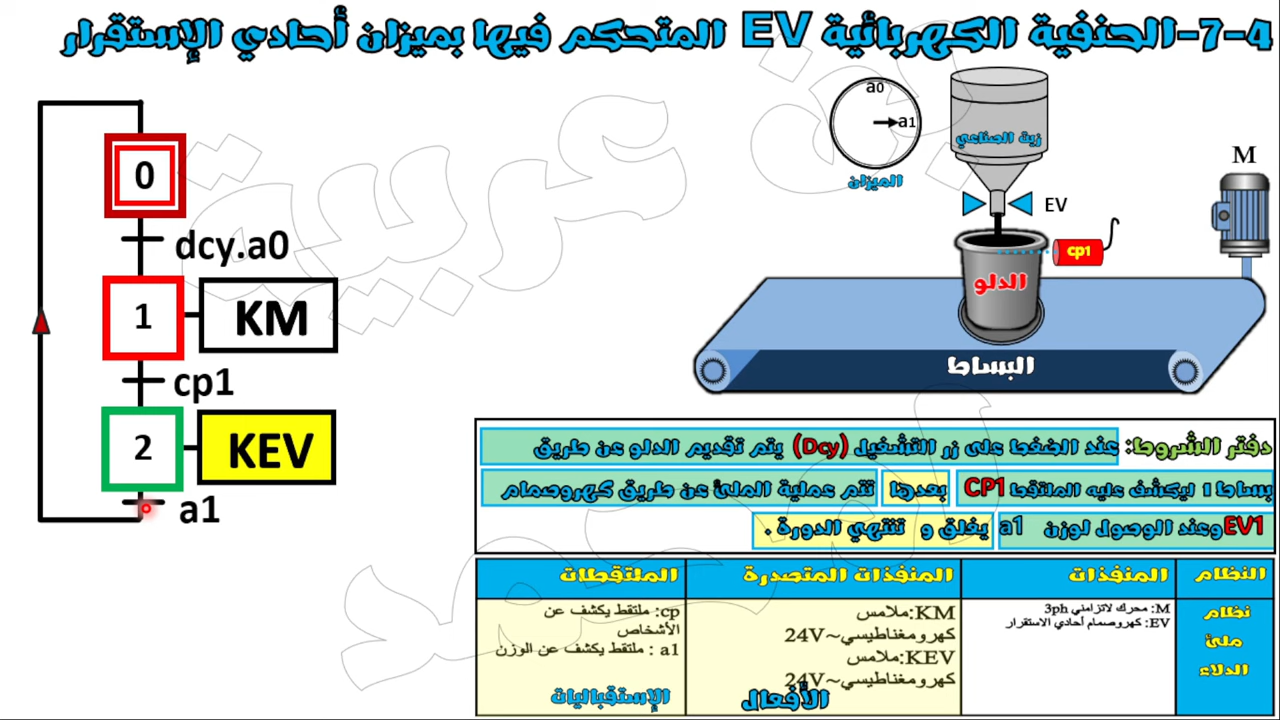 4-7-الحنفية الكهربائية EV المتحكم فيها بميزان أحادي الإستقرار
0
dcy.a0
1
KM
cp1
2
KEV
a1
a0
a1
الميزان
زيت الصناعي
EV
cp1
M
الدلو
البساط
دفتر الشروط: عند الضغط على زر التشغيل (Dcy) يتم تقديم الدلو عن طريق
بساط 1 ليكشف عليه الملتقط CP1 بعدها تتم عملية الملئ عن طريق كهروصمام
EV1 وعند الوصول لوزن a1 يغلق و تنتهي الدورة .
النظام
المنفذات
المنفذات المتصدرة
الملتقطات
نظام
ملئ
الدلاء
M: محرك لاتزامني 3ph
EV: كهروصمام أحادي الاستقرار
KM:ملامس
كهرومغناطيسي~24V
KEV:ملامس
كهرومغناطيسي~24V
الأفعال
cp: ملتقط يكشف عن
الأشخاص
a1 : ملتقط يكشف عن الوزن
الإستقباليات
عربية